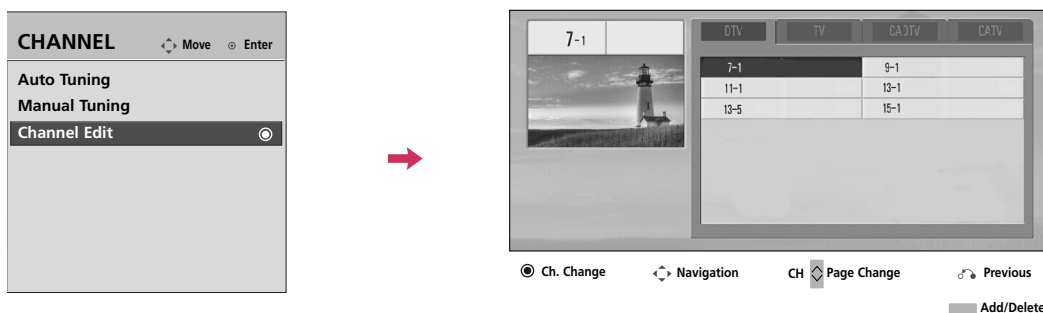 CHANNEL Move Enter
Auto Tuning
Manual Tuning
Channel Edit
7-1
DTV TV CADTV CATV
7-1 9-1
11-1 13-1
13-5 15-1
Ch. Change Navigation CH Page Change Previous
Add/Delete